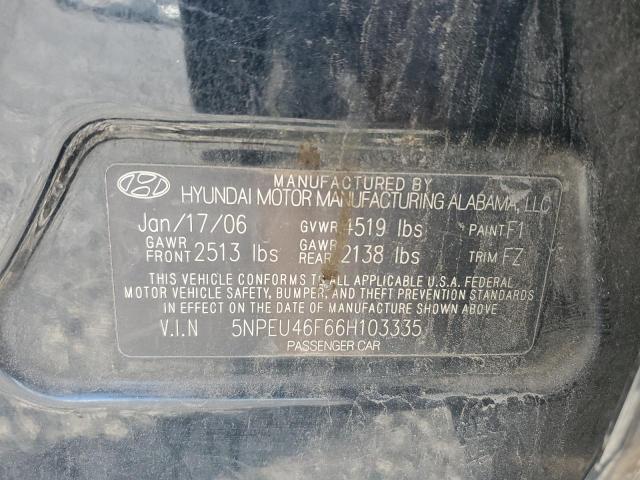 MANUFACTURED BY
HYUNDAI MOTOR MANUFACTURING ALABAMA, LLC
Jan/17/06 GVWR 4519 lbs PAINT F1
GAWR FRONT 2513 lbs GAWR REAR 2138 lbs TRIM FZ
THIS VEHICLE CONFORMS TO ALL APPLICABLE U.S.A. FEDERAL
MOTOR VEHICLE SAFETY, BUMPER, AND THEFT PREVENTION STANDARDS
IN EFFECT ON THE DATE OF MANUFACTURE SHOWN ABOVE.
V.I.N 5NPEU46F66H103335
PASSENGER CAR